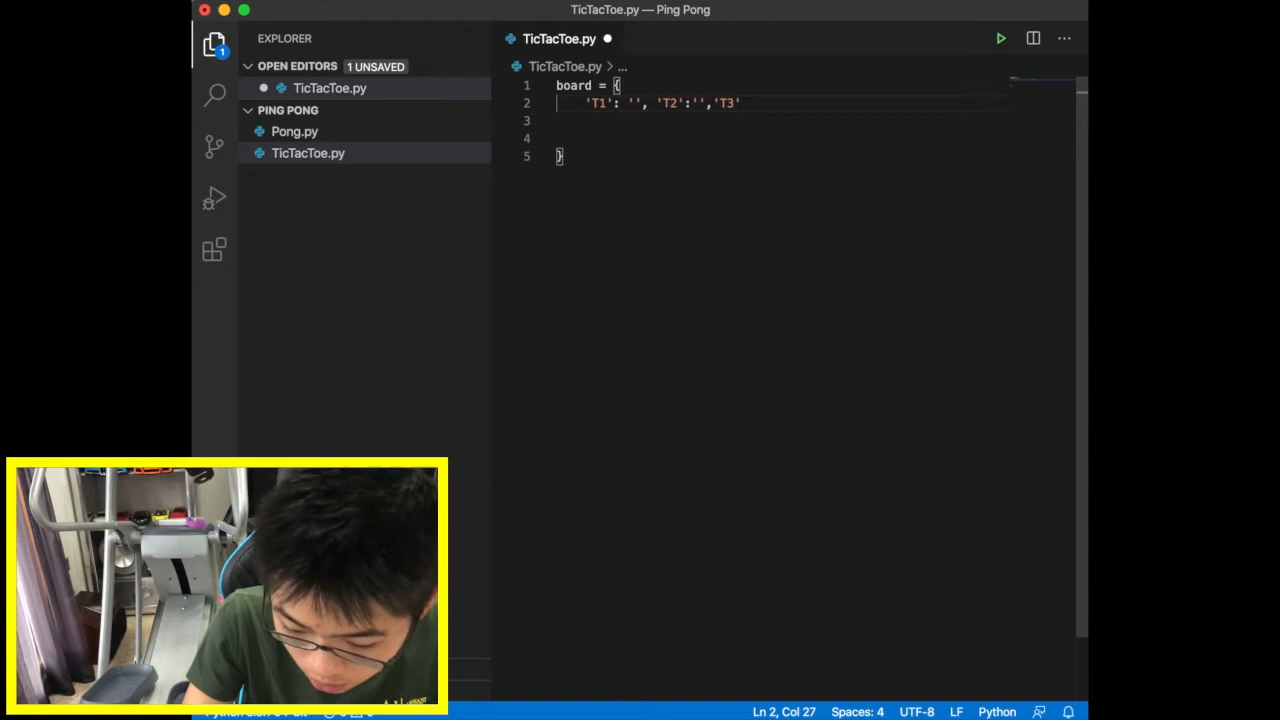 TicTacToe.py — Ping Pong
EXPLORER
TicTacToe.py
1
OPEN EDITORS 1 UNSAVED
TicTacToe.py > ...
TicTacToe.py
1 board = {
PING PONG
2 'T1': '', 'T2':'','T3'
Pong.py
3
4
TicTacToe.py
5 }
Ln 2, Col 27 Spaces: 4 UTF-8 LF Python